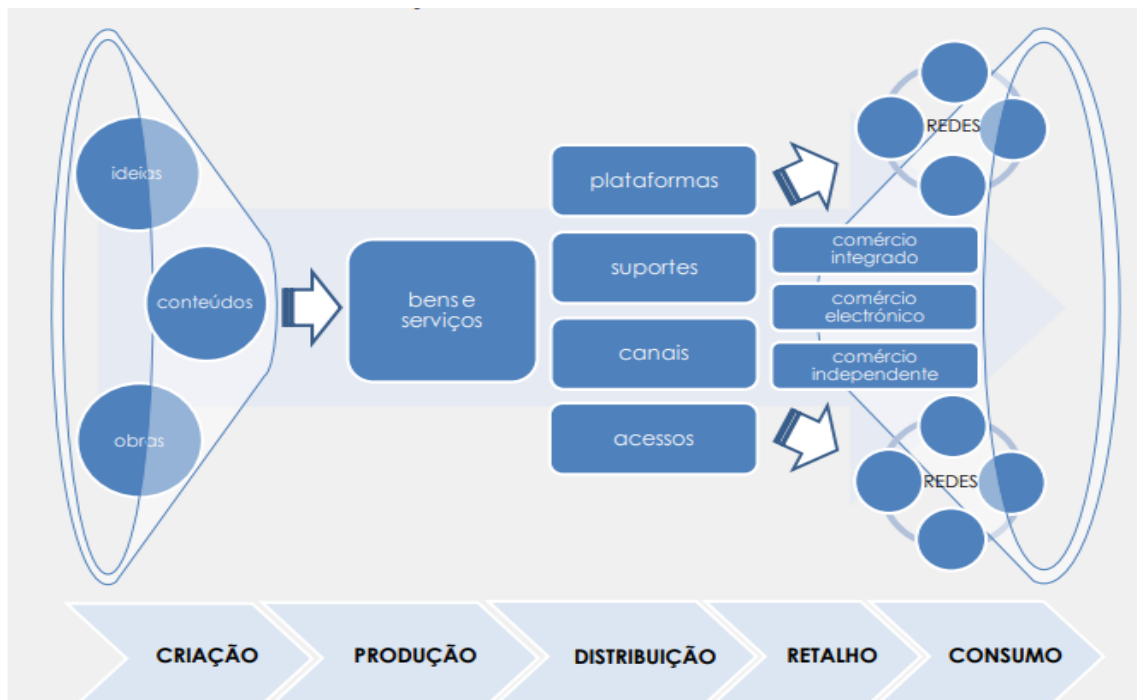 ideias
conteúdos
obras
bens e
serviços
plataformas
suportes
canais
acessos
REDES
comércio
integrado
comércio
electrónico
comércio
independente
REDES
CRIAÇÃO
PRODUÇÃO
DISTRIBUIÇÃO
RETALHO
CONSUMO